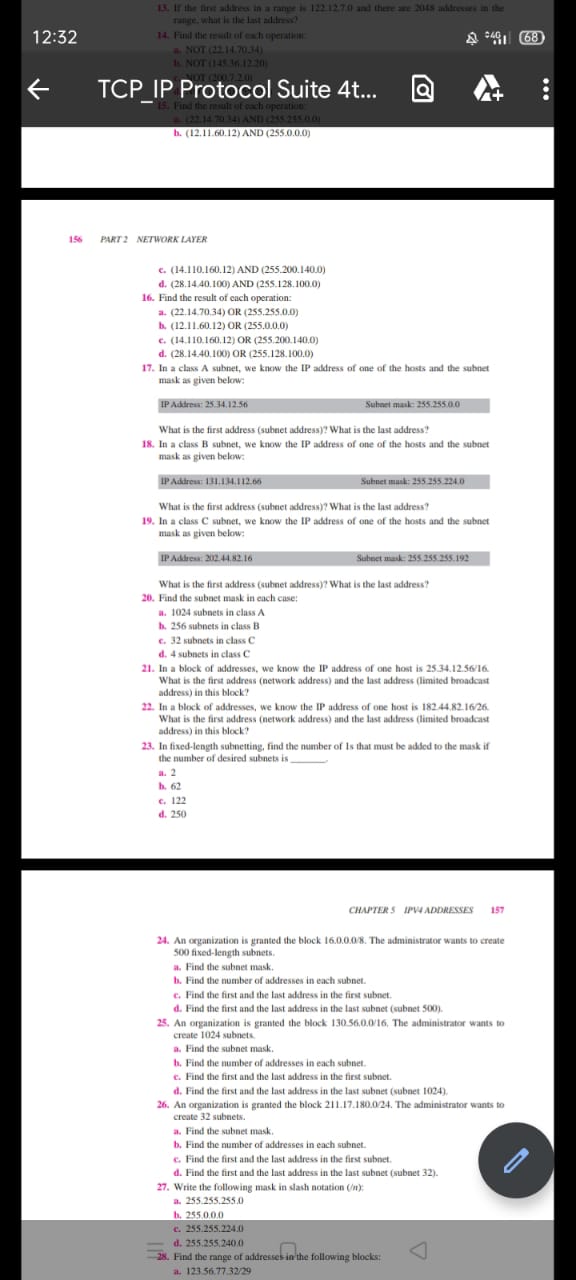 13. If the first address in a range is 122.12.7.0 and there are 2048 addresses in the
range, what is the last address?
12:32
14. Find the result of each operation:
4G
68
a. NOT (22.14.70.34)
b. NOT (145.36.12.20)
c. NOT (200.7.2.0)
TCP_IP Protocol Suite 4t...
15. Find the result of each operation:
a. (22.14.70.34) AND (255.255.0.0)
b. (12.11.60.12) AND (255.0.0.0)
156 PART 2 NETWORK LAYER
c. (14.110.160.12) AND (255.200.140.0)
d. (28.14.40.100) AND (255.128.100.0)
16. Find the result of each operation:
a. (22.14.70.34) OR (255.255.0.0)
b. (12.11.60.12) OR (255.0.0.0)
c. (14.110.160.12) OR (255.200.140.0)
d. (28.14.40.100) OR (255.128.100.0)
17. In a class A subnet, we know the IP address of one of the hosts and the subnet
mask as given below:
IP Address: 25.34.12.56 Subnet mask: 255.255.0.0
What is the first address (subnet address)? What is the last address?
18. In a class B subnet, we know the IP address of one of the hosts and the subnet
mask as given below:
IP Address: 131.134.112.66 Subnet mask: 255.255.224.0
What is the first address (subnet address)? What is the last address?
19. In a class C subnet, we know the IP address of one of the hosts and the subnet
mask as given below:
IP Address: 202.44.82.16 Subnet mask: 255.255.255.192
What is the first address (subnet address)? What is the last address?
20. Find the subnet mask in each case:
a. 1024 subnets in class A
b. 256 subnets in class B
c. 32 subnets in class C
d. 4 subnets in class C
21. In a block of addresses, we know the IP address of one host is 25.34.12.56/16.
What is the first address (network address) and the last address (limited broadcast
address) in this block?
22. In a block of addresses, we know the IP address of one host is 182.44.82.16/26.
What is the first address (network address) and the last address (limited broadcast
address) in this block?
23. In fixed-length subnetting, find the number of 1s that must be added to the mask if
the number of desired subnets is ______.
a. 2
b. 62
c. 122
d. 250
CHAPTER 5 IPV4 ADDRESSES 157
24. An organization is granted the block 16.0.0.0/8. The administrator wants to create
500 fixed-length subnets.
a. Find the subnet mask.
b. Find the number of addresses in each subnet.
c. Find the first and the last address in the first subnet.
d. Find the first and the last address in the last subnet (subnet 500).
25. An organization is granted the block 130.56.0.0/16. The administrator wants to
create 1024 subnets.
a. Find the subnet mask.
b. Find the number of addresses in each subnet.
c. Find the first and the last address in the first subnet.
d. Find the first and the last address in the last subnet (subnet 1024).
26. An organization is granted the block 211.17.180.0/24. The administrator wants to
create 32 subnets.
a. Find the subnet mask.
b. Find the number of addresses in each subnet.
c. Find the first and the last address in the first subnet.
d. Find the first and the last address in the last subnet (subnet 32).
27. Write the following mask in slash notation (/n):
a. 255.255.255.0
b. 255.0.0.0
c. 255.255.224.0
d. 255.255.240.0
28. Find the range of addresses in the following blocks:
a. 123.56.77.32/29